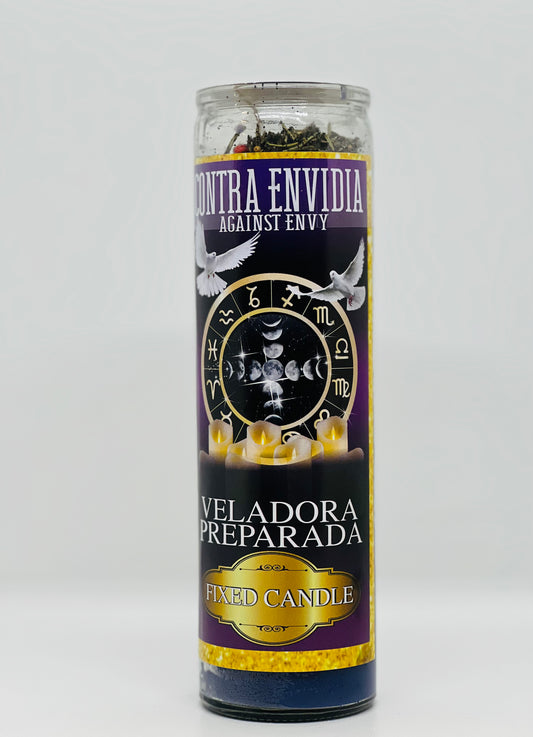 CONTRA ENVIDIA
AGAINST ENVY
VELADORA
PREPARADA
FIXED CANDLE